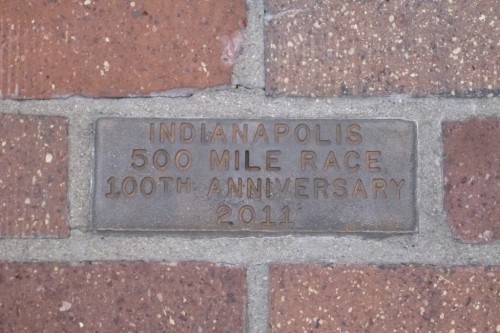 INDIANAPOLIS
500 MILE RACE
100TH ANNIVERSARY
2011